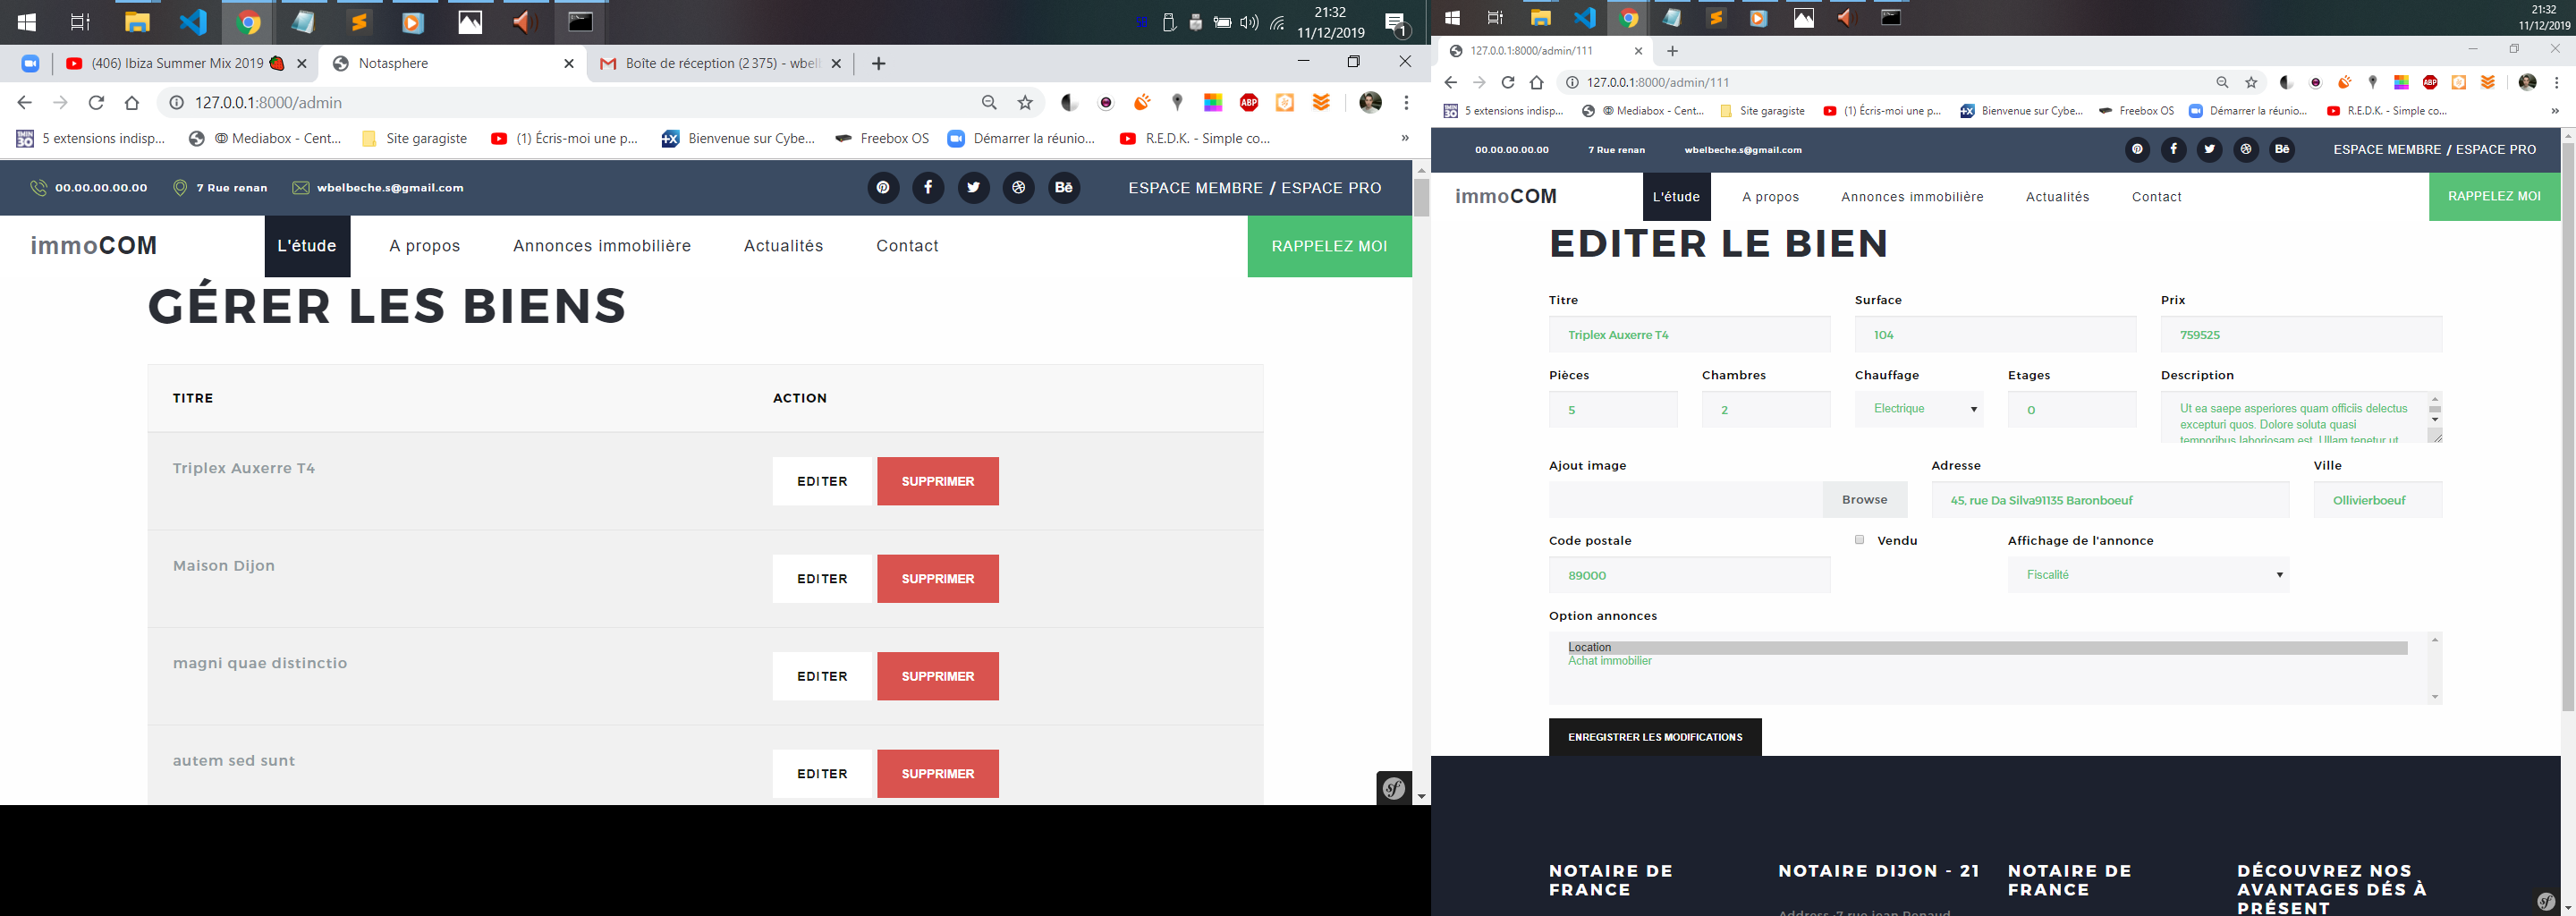 21:32
11/12/2019
1
(406) Ibiza Summer Mix 2019
Notasphere
Boîte de réception (2 375) - wbel
127.0.0.1:8000/admin
ABP
5 extensions indisp...
Mediabox - Cent...
Site garagiste
(1) Écris-moi une p...
Bienvenue sur Cybe...
Freebox OS
Démarrer la réunio...
R.E.D.K. - Simple co...
»
00.00.00.00.00
7 Rue renan
wbelbeche.s@gmail.com
Bē
ESPACE MEMBRE / ESPACE PRO
immoCOM
L'étude
A propos
Annonces immobilière
Actualités
Contact
RAPPELEZ MOI
GÉRER LES BIENS
TITRE
ACTION
Triplex Auxerre T4
EDITER
SUPPRIMER
Maison Dijon
EDITER
SUPPRIMER
magni quae distinctio
EDITER
SUPPRIMER
autem sed sunt
EDITER
SUPPRIMER
sf
21:32
11/12/2019
127.0.0.1:8000/admin/111
127.0.0.1:8000/admin/111
ABP
5 extensions indisp...
Mediabox - Cent...
Site garagiste
(1) Écris-moi une p...
Bienvenue sur Cybe...
Freebox OS
Démarrer la réunio...
R.E.D.K. - Simple co...
»
00.00.00.00.00
7 Rue renan
wbelbeche.s@gmail.com
Bē
ESPACE MEMBRE / ESPACE PRO
immoCOM
L'étude
A propos
Annonces immobilière
Actualités
Contact
RAPPELEZ MOI
EDITER LE BIEN
Titre
Surface
Prix
Triplex Auxerre T4
104
759525
Pièces
Chambres
Chauffage
Etages
Description
5
2
Electrique
0
Ut ea saepe asperiores quam officiis delectus
excepturi quos. Dolore soluta quasi
temporibus laboriosam est. Ullam tenetur ut
Ajout image
Adresse
Ville
Browse
45, rue Da Silva91135 Baronboeuf
Ollivierboeuf
Code postale
Vendu
Affichage de l'annonce
89000
Fiscalité
Option annonces
Location
Achat immobilier
ENREGISTRER LES MODIFICATIONS
NOTAIRE DE
FRANCE
NOTAIRE DIJON - 21
Address :7 rue jean Renaud
NOTAIRE DE
FRANCE
DÉCOUVREZ NOS
AVANTAGES DÉS À
PRÉSENT
sf